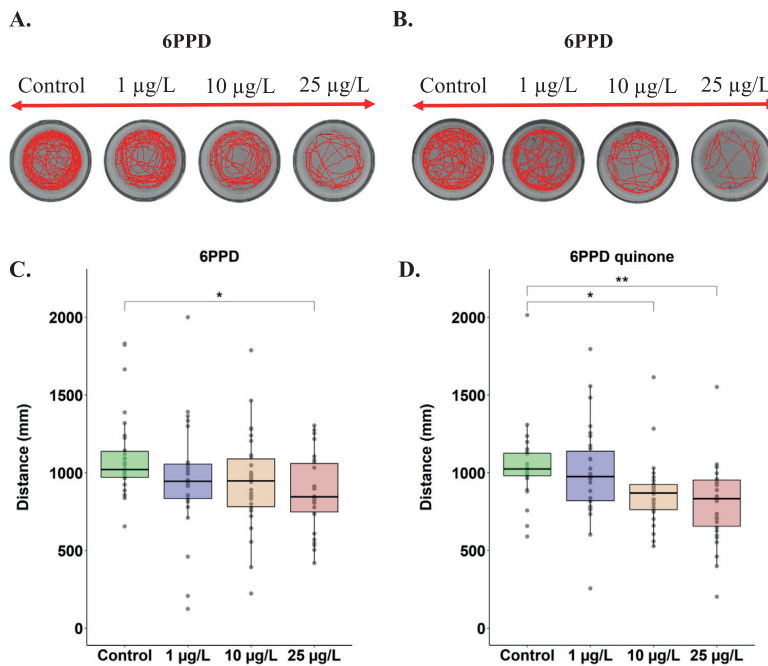 A.
6PPD
Control 1 µg/L 10 µg/L 25 µg/L
B.
6PPD
Control 1 µg/L 10 µg/L 25 µg/L
C.
6PPD
*
2000
1500
1000
500
0
Distance (mm)
Control 1 µg/L 10 µg/L 25 µg/L
D.
6PPD quinone
**
*
2000
1500
1000
500
0
Distance (mm)
Control 1 µg/L 10 µg/L 25 µg/L